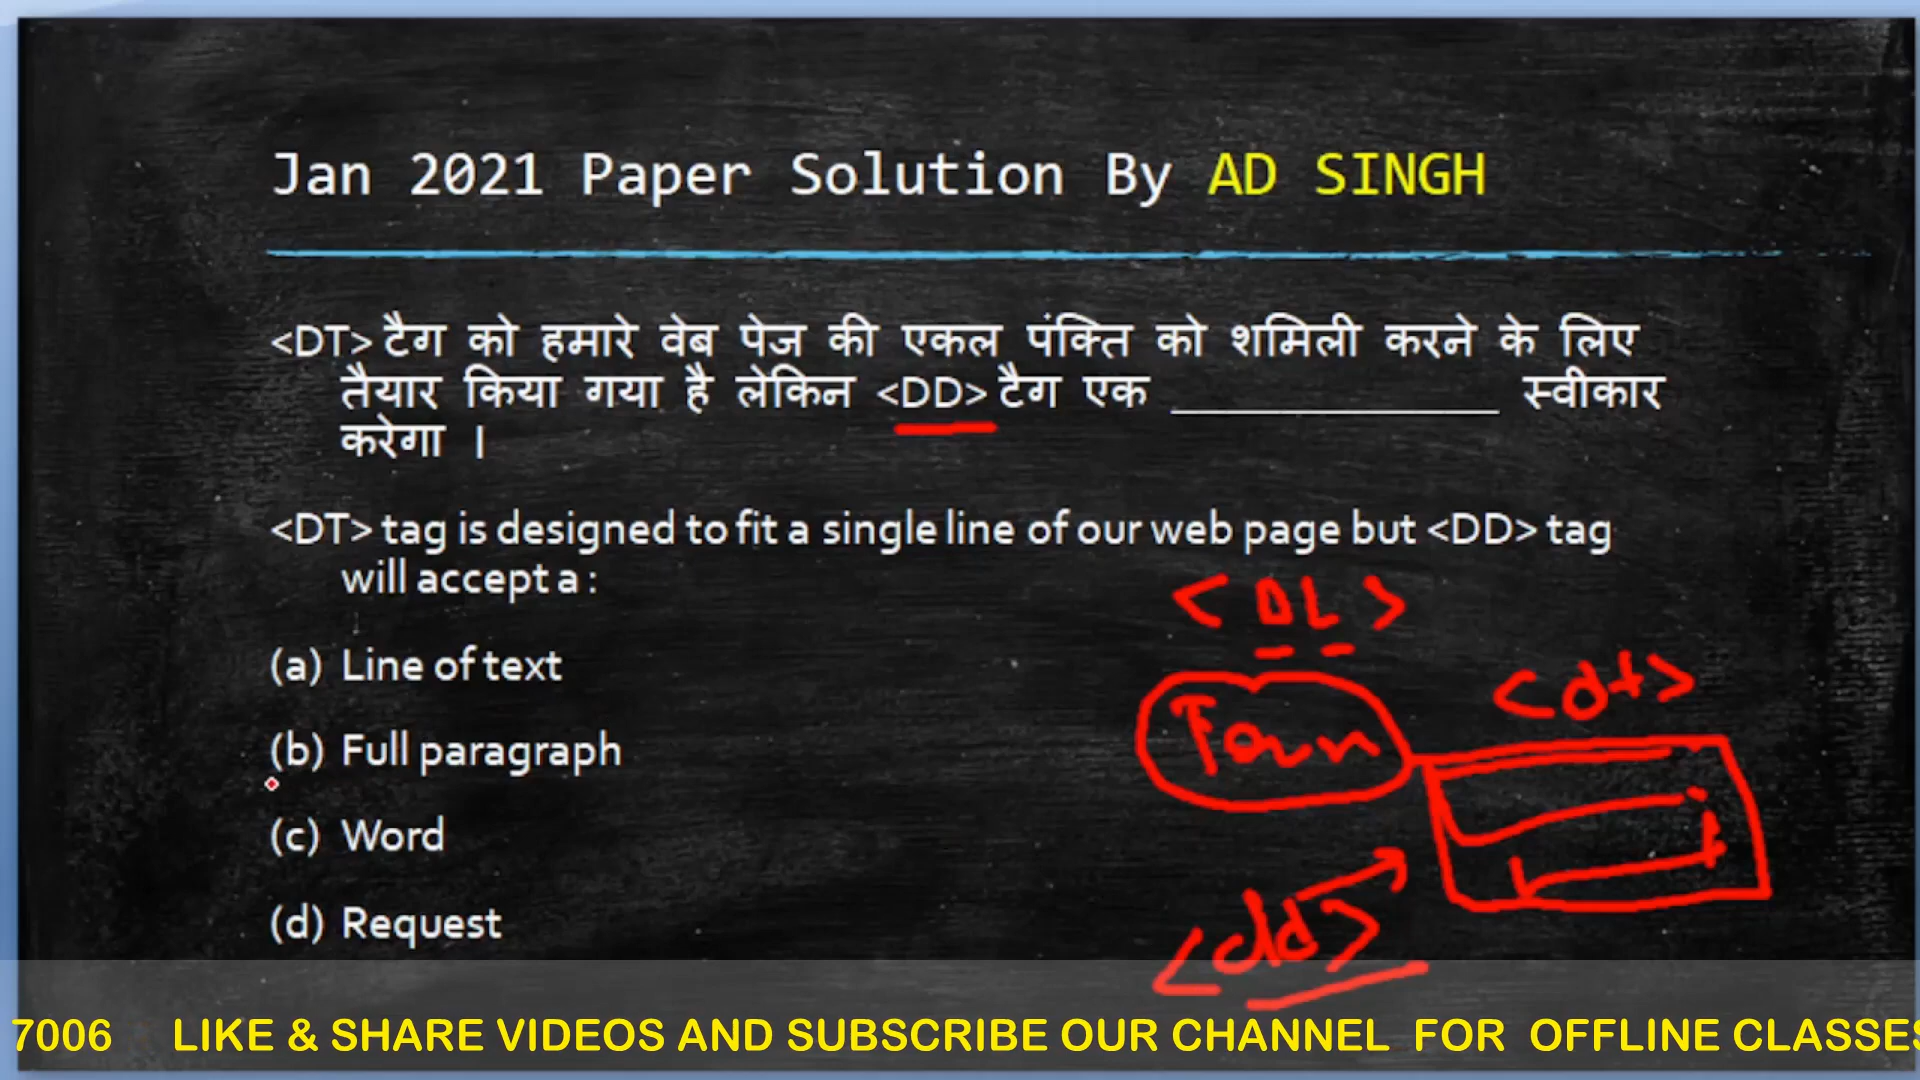 Jan 2021 Paper Solution By AD SINGH
<DT> टैग को हमारे वेब पेज की एकल पंक्ति को शमिली करने के लिए
तैयार किया गया है लेकिन <DD> टैग एक ______________ स्वीकार
करेगा ।
<DT> tag is designed to fit a single line of our web page but <DD> tag
will accept a :
<DL>
(a) Line of text
<dt>
(b) Full paragraph
(c) Word
(d) Request
<dd>
7006 LIKE & SHARE VIDEOS AND SUBSCRIBE OUR CHANNEL FOR OFFLINE CLASSES